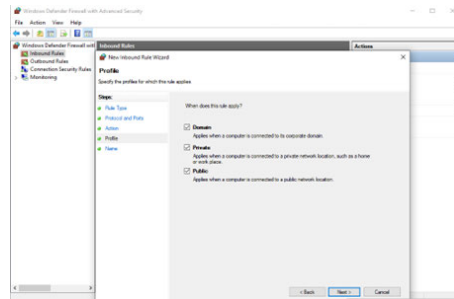 Windows Defender Firewall with Advanced Security
File Action View Help
Windows Defender Firewall with
Inbound Rules
Outbound Rules
Connection Security Rules
Monitoring
Inbound Rules
Actions
New Inbound Rule Wizard
Profile
Specify the profiles for which this rule applies.
Steps:
Rule Type
Protocol and Ports
Action
Profile
Name
When does this rule apply?
Domain
Applies when a computer is connected to its corporate domain.
Private
Applies when a computer is connected to a private network location, such as a home
or work place.
Public
Applies when a computer is connected to a public network location.
< Back
Next >
Cancel